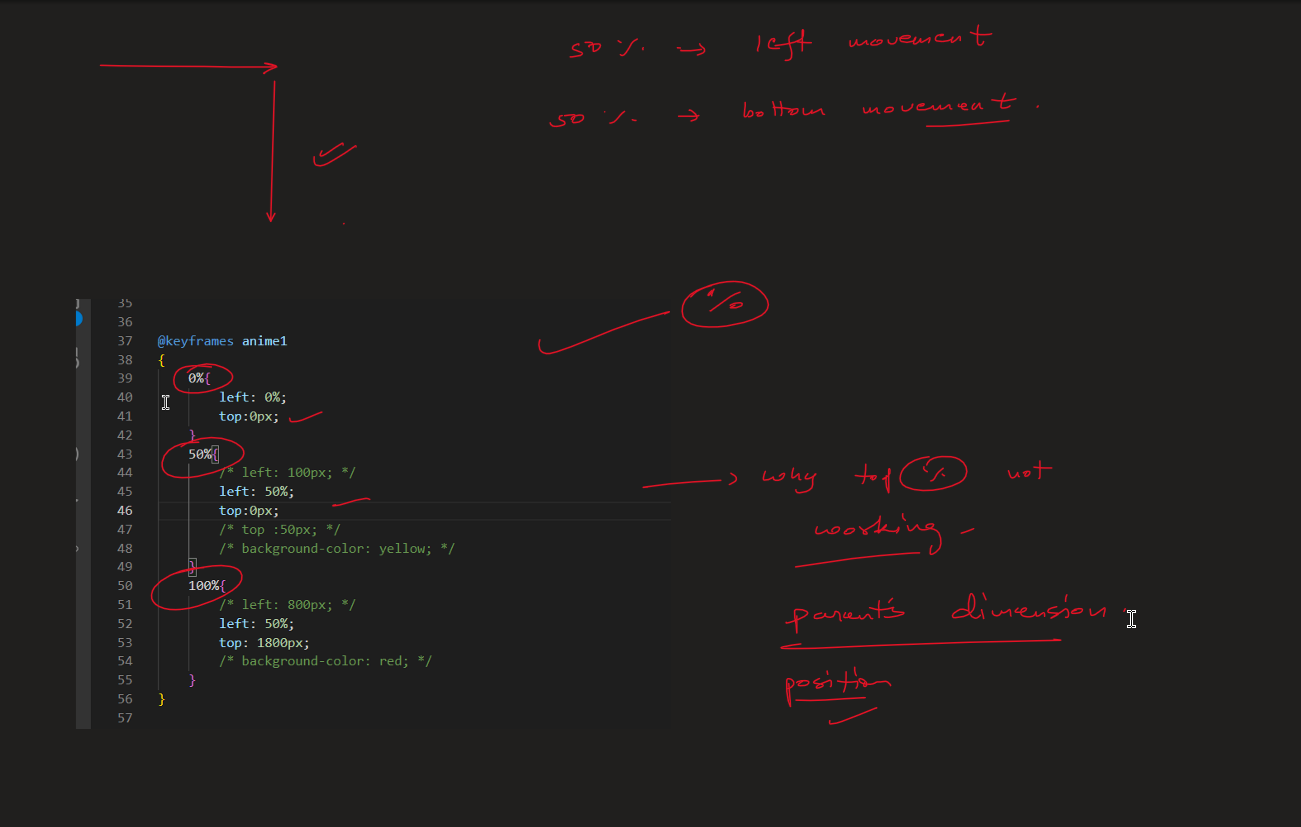 50 % → left movement
50 % → bottom movement.
%
35
36
37 @keyframes anime1
38 {
39 0%{
40 left: 0%;
41 top:0px;
42 }
43 50%{
44 /* left: 100px; */
45 left: 50%;
46 top:0px;
47 /* top :50px; */
48 /* background-color: yellow; */
49 }
50 100%{
51 /* left: 800px; */
52 left: 50%;
53 top: 1800px;
54 /* background-color: red; */
55 }
56 }
57
→ why top % not
working -
parents dimension
position